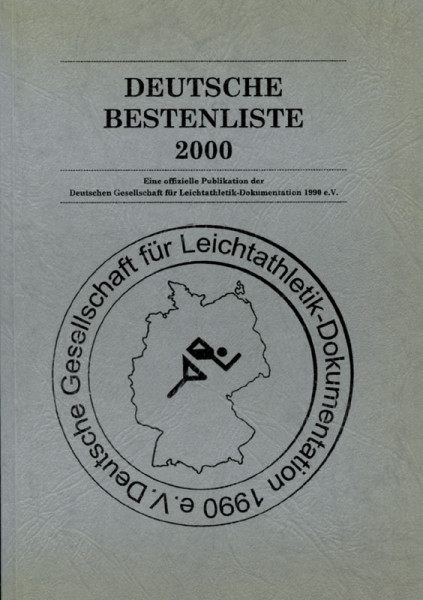 DEUTSCHE
BESTENLISTE
2000
Eine offizielle Publikation der
Deutschen Gesellschaft für Leichtathletik-Dokumentation 1990 e.V.
Deutsche Gesellschaft für Leichtathletik-Dokumentation 1990 e.V.